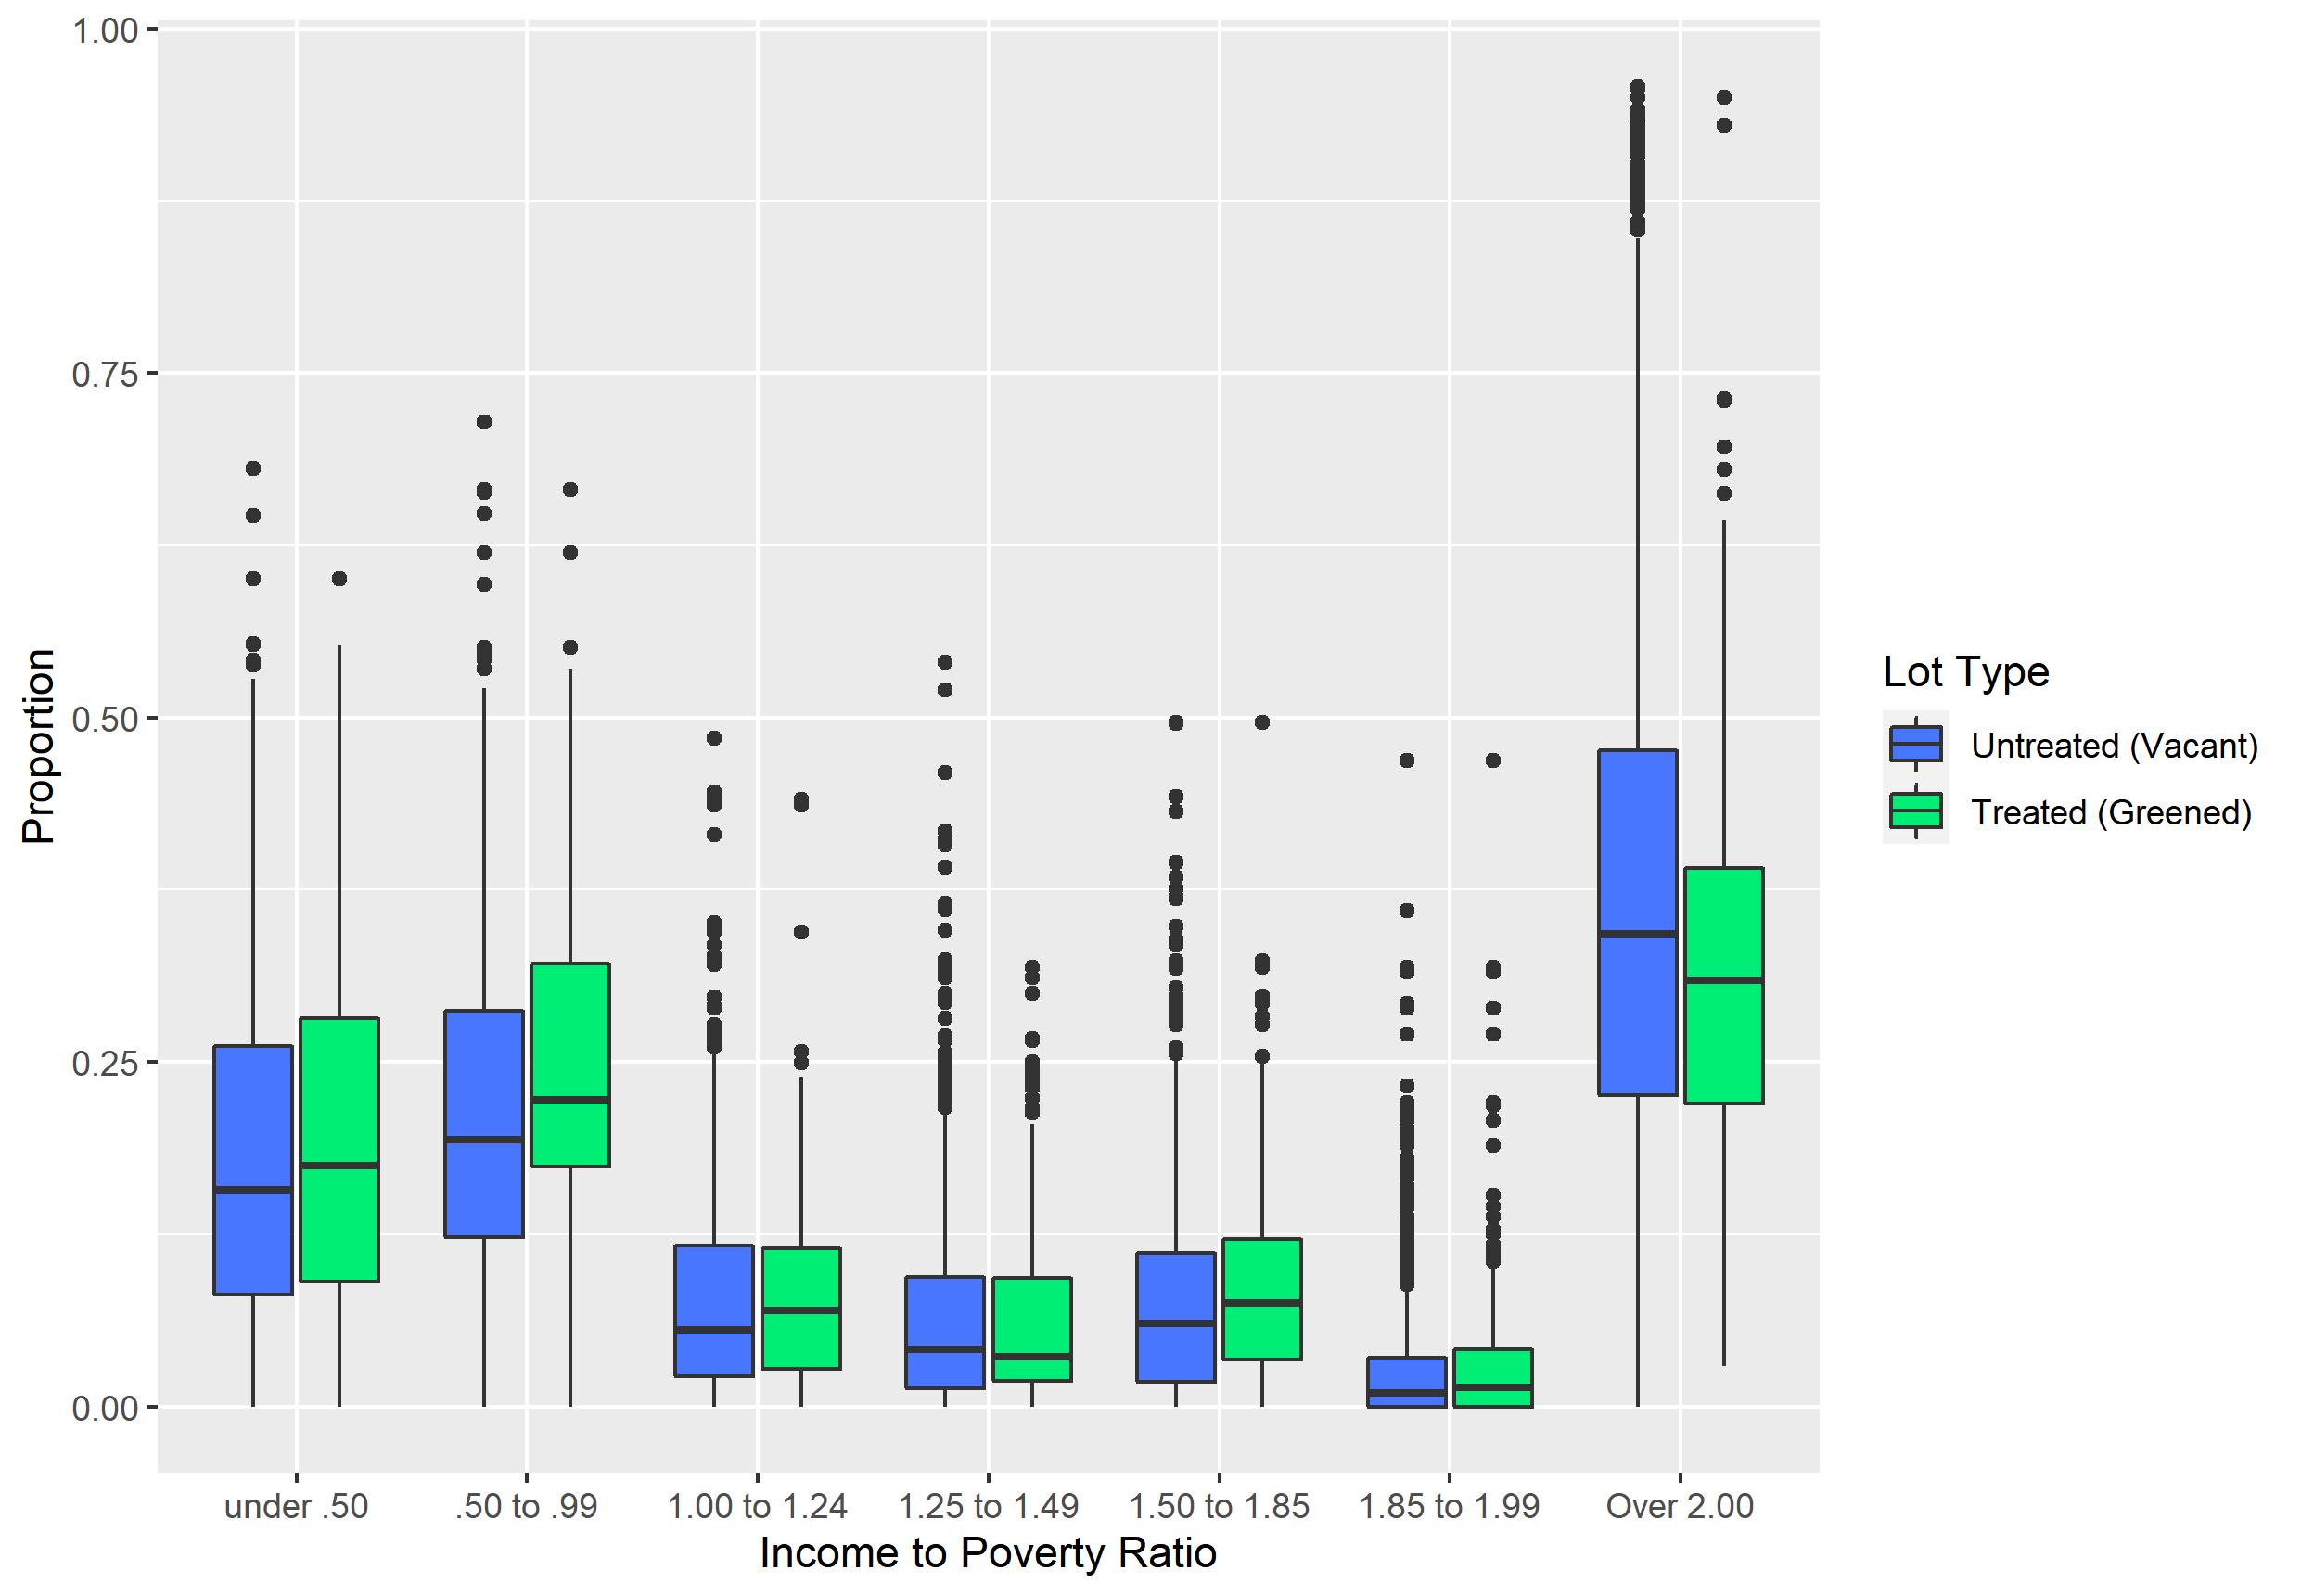 1.00
0.75
0.50
0.25
0.00
Proportion
under .50
.50 to .99
1.00 to 1.24
1.25 to 1.49
1.50 to 1.85
1.85 to 1.99
Over 2.00
Income to Poverty Ratio
Lot Type
Untreated (Vacant)
Treated (Greened)